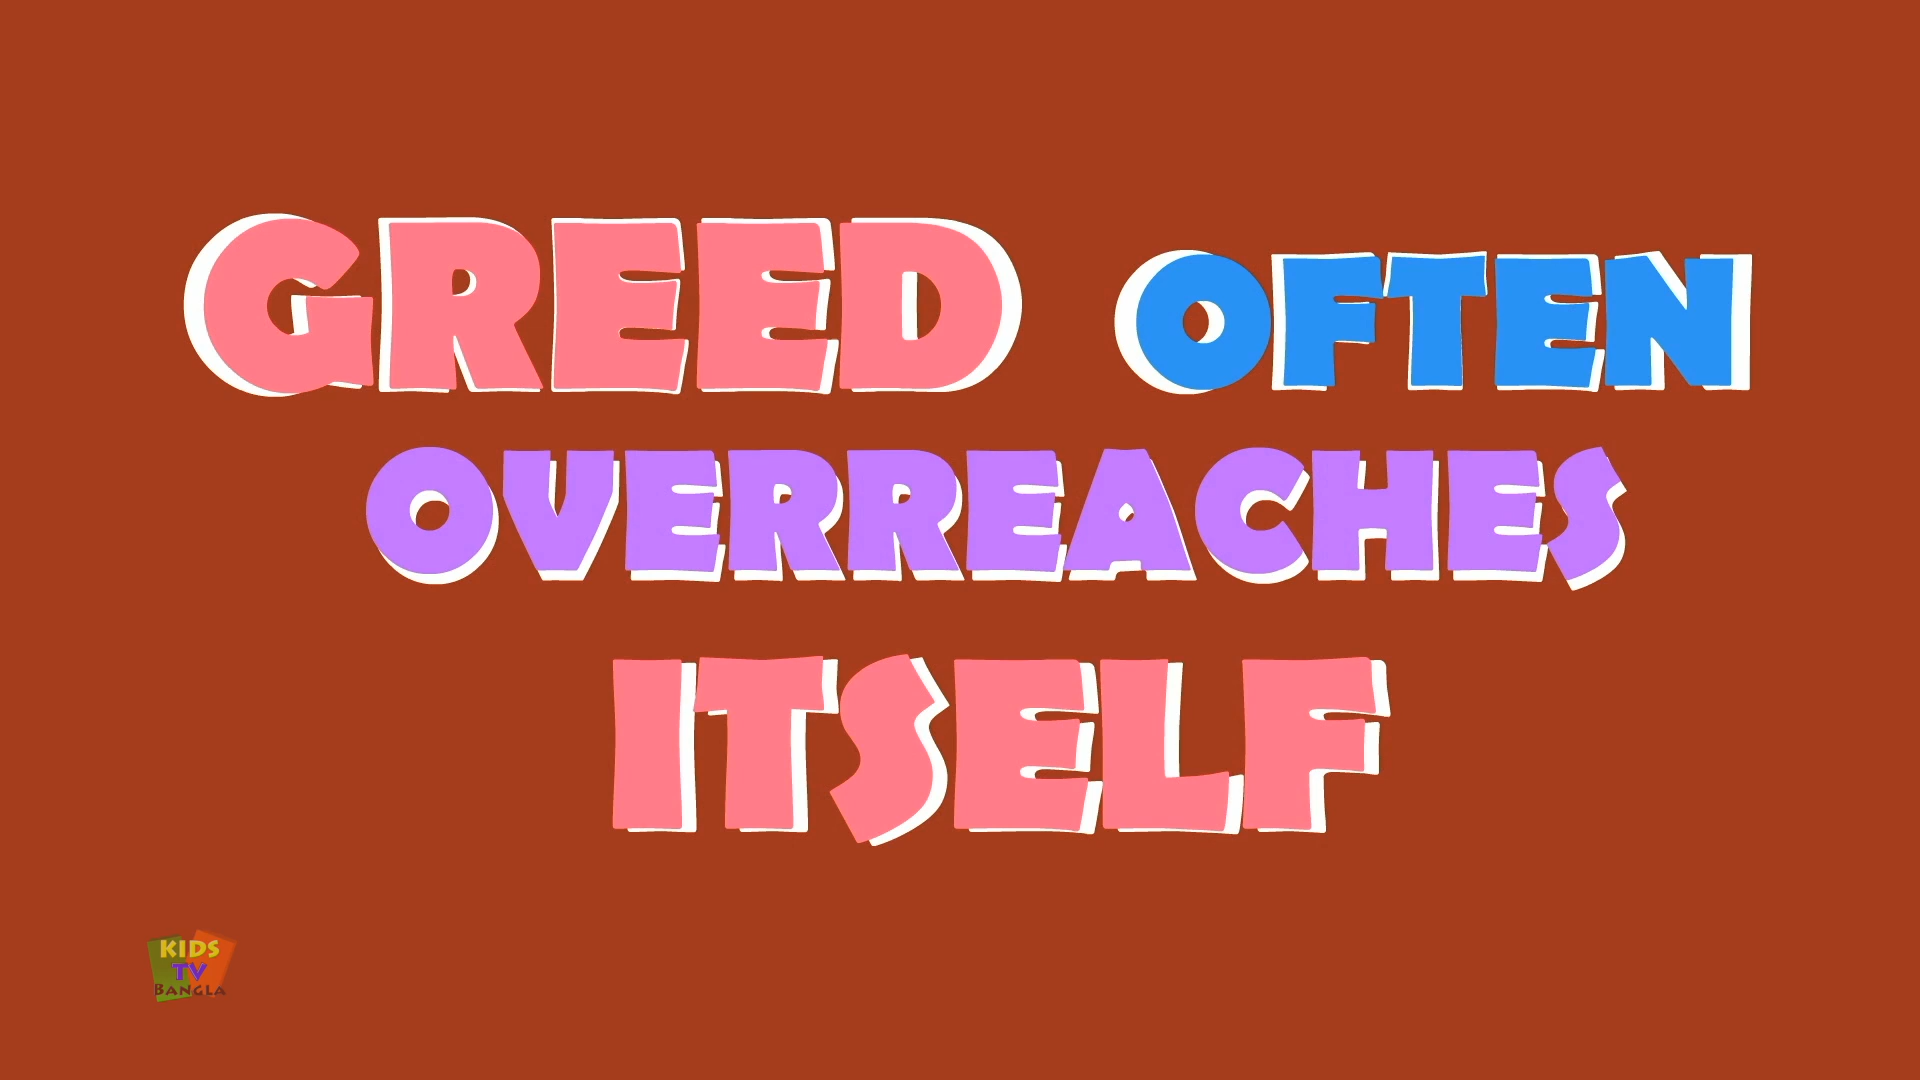 GREED OFTEN
OVERREACHES
ITSELF
KIDS
TV
BANGLA